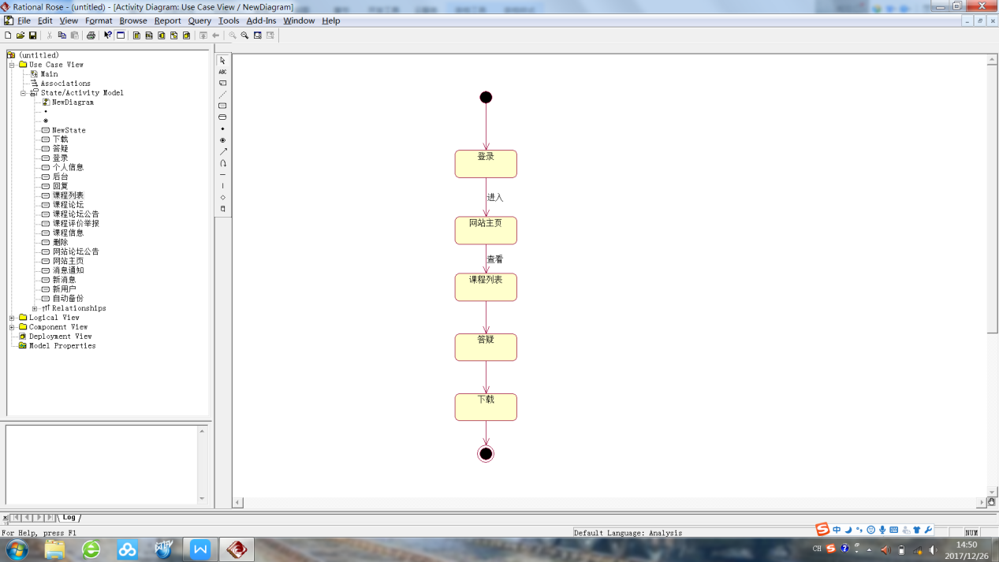 Rational Rose - (untitled) - [Activity Diagram: Use Case View / NewDiagram]
File Edit View Format Browse Report Query Tools Add-Ins Window Help
(untitled)
Use Case View
Main
Associations
State/Activity Model
NewDiagram
NewState
下载
答疑
登录
个人信息
后台
回复
课程列表
课程论坛
课程论坛公告
课程评价举报
课程信息
删除
网站论坛公告
网站主页
消息通知
新消息
新用户
自动备份
Relationships
Logical View
Component View
Deployment View
Model Properties
ABC
登录
进入
网站主页
查看
课程列表
答疑
下载
Log
For Help, press F1
Default Language: Analysis
NUM
中
CH
14:50
2017/12/26